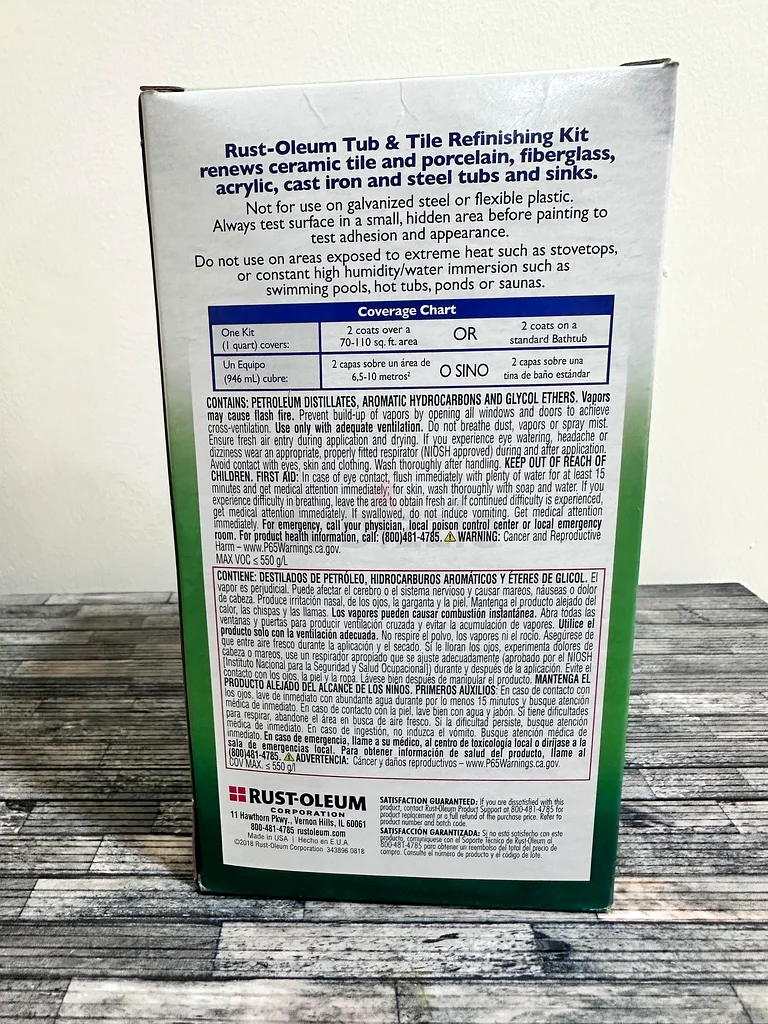 Rust-Oleum Tub & Tile Refinishing Kit
renews ceramic tile and porcelain, fiberglass,
acrylic, cast iron and steel tubs and sinks.
Not for use on galvanized steel or flexible plastic.
Always test surface in a small, hidden area before painting to
test adhesion and appearance.
Do not use on areas exposed to extreme heat such as stovetops,
or constant high humidity/water immersion such as
swimming pools, hot tubs, ponds or saunas.
Coverage Chart
One Kit
(1 quart) covers:
2 coats over a
70-110 sq. ft. area
OR
2 coats on a
standard Bathtub
Un Equipo
(946 mL) cubre:
2 capas sobre un área de
6,5-10 metros²
O SINO
2 capas sobre una
tina de baño estándar
CONTAINS: PETROLEUM DISTILLATES, AROMATIC HYDROCARBONS AND GLYCOL ETHERS. Vapors
may cause flash fire. Prevent build-up of vapors by opening all windows and doors to achieve
cross-ventilation. Use only with adequate ventilation. Do not breathe dust, vapors or spray mist.
Ensure fresh air entry during application and drying. If you experience eye watering, headache or
dizziness wear an appropriate, properly fitted respirator (NIOSH approved) during and after application.
Avoid contact with eyes, skin and clothing. Wash thoroughly after handling. KEEP OUT OF REACH OF
CHILDREN. FIRST AID: In case of eye contact, flush immediately with plenty of water for at least 15
minutes and get medical attention immediately; for skin, wash thoroughly with soap and water. If you
experience difficulty in breathing, leave the area to obtain fresh air. If continued difficulty is experienced,
get medical attention immediately. If swallowed, do not induce vomiting. Get medical attention
immediately. For emergency, call your physician, local poison control center or local emergency
room. For product health information, call: (800)481-4785. ⚠ WARNING: Cancer and Reproductive
Harm – www.P65Warnings.ca.gov.
MAX VOC ≤ 550 g/L
CONTIENE: DESTILADOS DE PETRÓLEO, HIDROCARBUROS AROMÁTICOS Y ÉTERES DE GLICOL. El
vapor es perjudicial. Puede afectar el cerebro o el sistema nervioso y causar mareos, náuseas o dolor
de cabeza. Produce irritación nasal, de los ojos, la garganta y la piel. Mantenga el producto alejado del
calor, las chispas y las llamas. Los vapores pueden causar combustión instantánea. Abra todas las
ventanas y puertas para producir ventilación cruzada y evitar la acumulación de vapores. Utilice el
producto solo con la ventilación adecuada. No respire el polvo, los vapores ni el rocío. Asegúrese de
que entre aire fresco durante la aplicación y el secado. Si le lloran los ojos, experimenta dolores de
cabeza o mareos, use un respirador apropiado que se ajuste adecuadamente (aprobado por el NIOSH
[Instituto Nacional para la Seguridad y Salud Ocupacional]) durante y después de la aplicación. Evite el
contacto con los ojos, la piel y la ropa. Lávese bien después de manipular el producto. MANTENGA EL
PRODUCTO ALEJADO DEL ALCANCE DE LOS NINOS. PRIMEROS AUXILIOS: En caso de contacto con
los ojos, lave de inmediato con abundante agua durante por lo menos 15 minutos y busque atención
médica de inmediato. En caso de contacto con la piel, lave bien con agua y jabón. Si tiene dificultades
para respirar, abandone el área en busca de aire fresco. Si la dificultad persiste, busque atención
médica de inmediato. En caso de ingestión, no induzca el vómito. Busque atención médica de
inmediato. En caso de emergencia, llame a su médico, al centro de toxicología local o diríjase a la
sala de emergencias local. Para obtener información de salud del producto, llame al
(800)481-4785. ⚠ ADVERTENCIA: Cáncer y daños reproductivos – www.P65Warnings.ca.gov.
COV MAX. ≤ 550 g/l
RUST-OLEUM
CORPORATION
11 Hawthorn Pkwy., Vernon Hills, IL 60061
800-481-4785 rustoleum.com
Made in USA | Hecho en E.U.A.
©2018 Rust-Oleum Corporation 343896 0818
SATISFACTION GUARANTEED: If you are dissatisfied with this
product, contact Rust-Oleum Product Support at 800-481-4785 for
product replacement or a full refund of the purchase price. Refer to
product number and batch code.
SATISFACCIÓN GARANTIZADA: Si no esta satisfecho con este
producto, comuníquese con el Soporte Técnico de Rust-Oleum al
800-481-4785 para obtener un reembolso del total del precio de
compra. Consulte el número de producto y el código de lote.